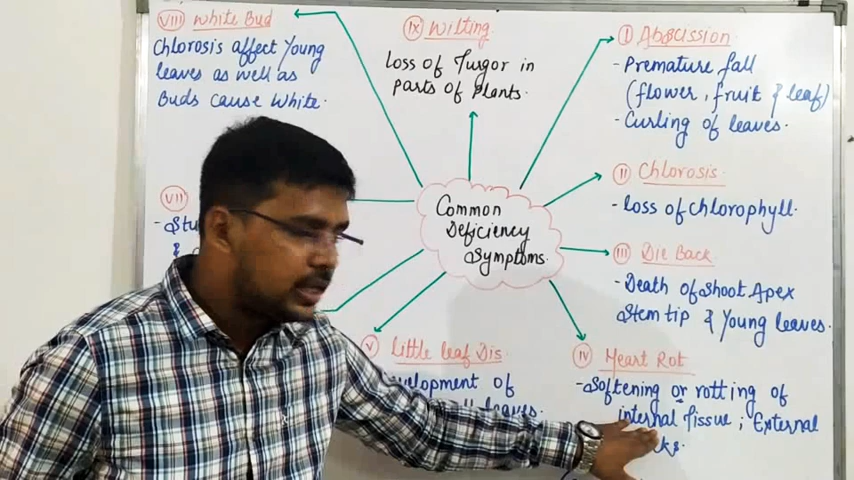 VIII White Bud
Chlorosis affect Young
leaves as well as
Buds cause White.
IX Wilting
Loss of Turgor in
parts of Plants.
I Abscission
- Premature fall
(flower, fruit & leaf)
- Curling of leaves.
II Chlorosis
- Loss of chlorophyll.
III Die Back
- Death of shoot Apex
Stem tip & Young leaves.
IV Heart Rot
- Softening or rotting of
internal Tissue; External
V Little leaf Dis.
of
leaves.
VII
Common
Deficiency
Symptoms.